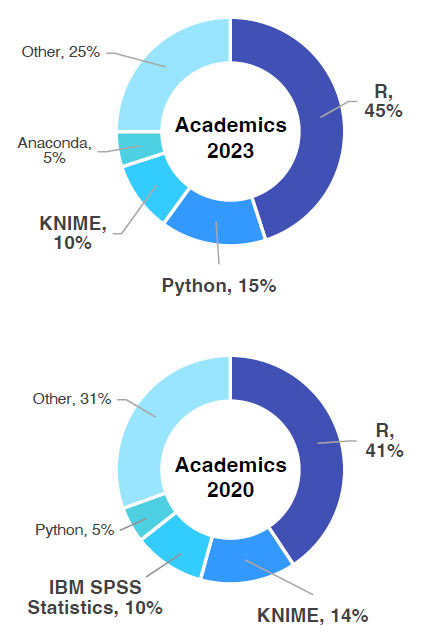 Other, 25%
R,
45%
Academics
2023
Anaconda,
5%
KNIME,
10%
Python, 15%
Other, 31%
R,
41%
Academics
2020
Python, 5%
IBM SPSS
Statistics, 10%
KNIME, 14%